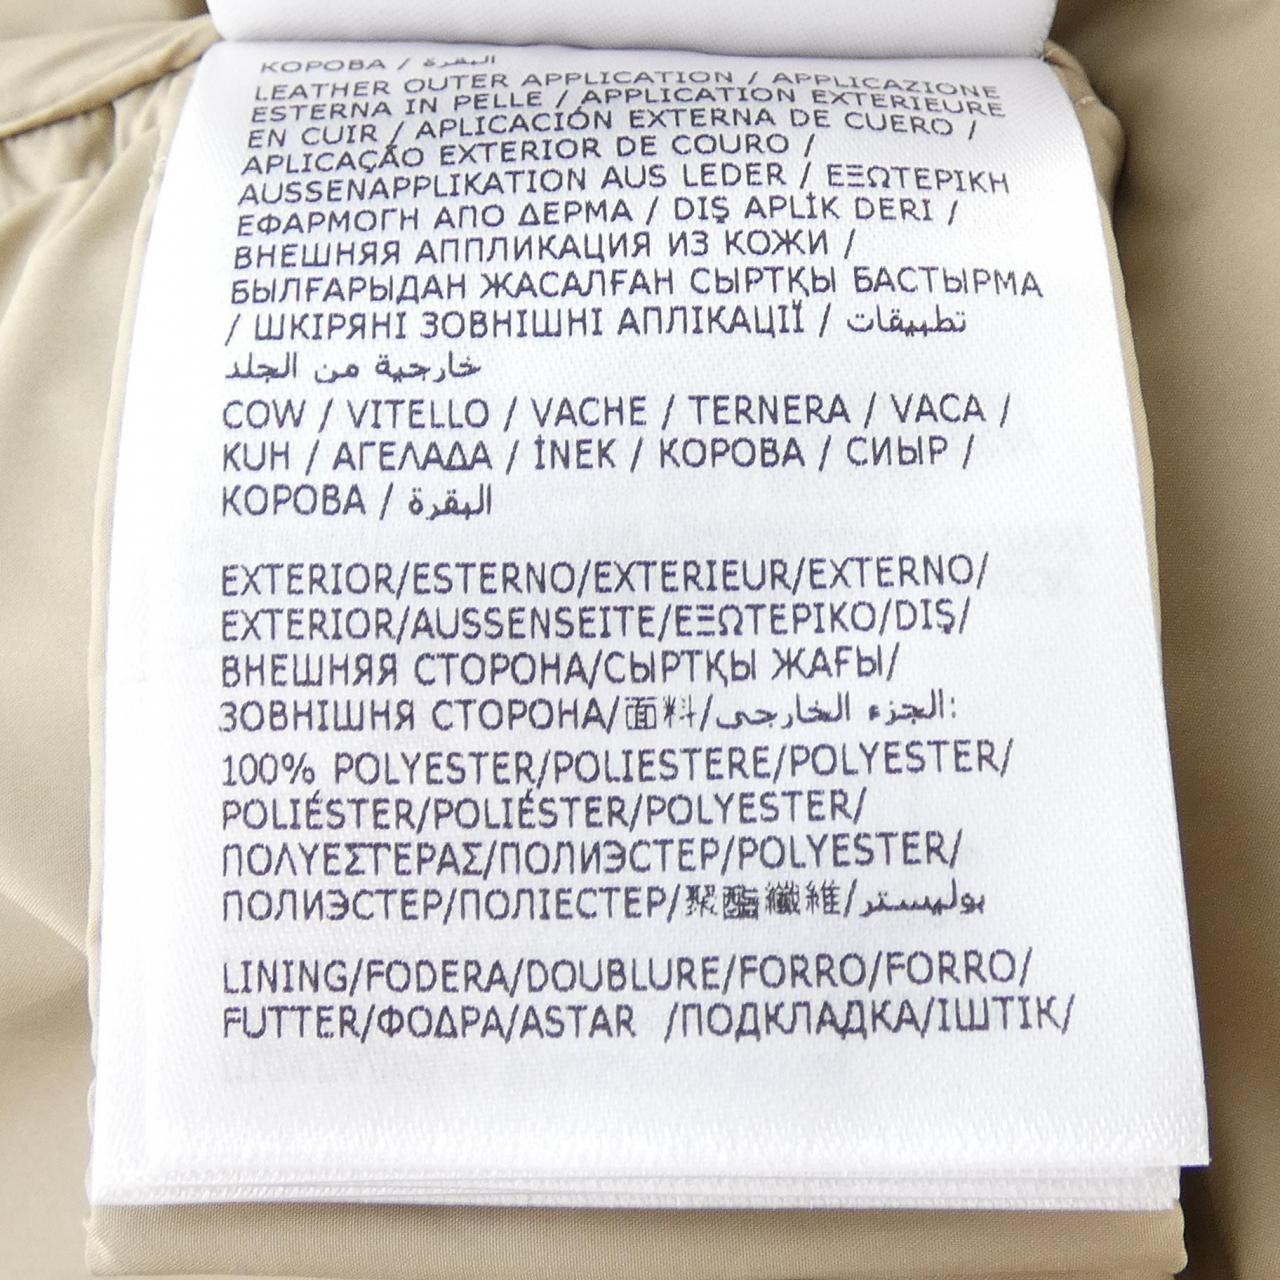 КОРОВА / البقرة
LEATHER OUTER APPLICATION / APPLICAZIONE
ESTERNA IN PELLE / APPLICATION EXTERIEURE
EN CUIR / APLICACIÓN EXTERNA DE CUERO /
APLICAÇÃO EXTERIOR DE COURO /
AUSSENAPPLIKATION AUS LEDER / ΕΞΩΤΕΡΙΚΗ
ΕΦΑΡΜΟΓΗ ΑΠΟ ΔΕΡΜΑ / DIŞ APLİK DERI /
ВНЕШНЯЯ АППЛИКАЦИЯ ИЗ КОЖИ /
БЫЛҒАРЫДАН ЖАСАЛҒАН СЫРТҚЫ БАСТЫРМА
/ ШКІРЯНІ ЗОВНІШНІ АПЛІКАЦІЇ / تطبيقات
خارجية من الجلد
COW / VITELLO / VACHE / TERNERA / VACA /
KUH / ΑΓΕΛΑΔΑ / İNEK / КОРОВА / СИЫР /
КОРОВА / البقرة
EXTERIOR/ESTERNO/EXTERIEUR/EXTERNO/
EXTERIOR/AUSSENSEITE/ΕΞΩΤΕΡΙΚΟ/DIŞ/
ВНЕШНЯЯ СТОРОНА/СЫРТҚЫ ЖАҒЫ/
ЗОВНІШНЯ СТОРОНА/面料/الجزء الخارجى:
100% POLYESTER/POLIESTERE/POLYESTER/
POLIÉSTER/POLIÉSTER/POLYESTER/
ΠΟΛΥΕΣΤΕΡΑΣ/ПОЛИЭСТЕР/POLYESTER/
ПОЛИЭСТЕР/ПОЛІЕСТЕР/聚酯纖維/بوليستر
LINING/FODERA/DOUBLURE/FORRO/FORRO/
FUTTER/ΦΟΔΡΑ/ASTAR /ПОДКЛАДКА/ІШТІК/